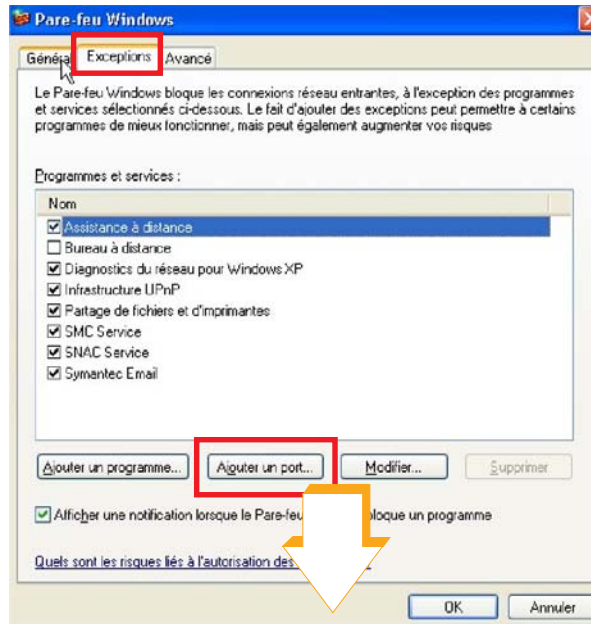 Pare-feu Windows
Général Exceptions Avancé
Le Pare-feu Windows bloque les connexions réseau entrantes, à l'exception des programmes
et services sélectionnés ci-dessous. Le fait d'ajouter des exceptions peut permettre à certains
programmes de mieux fonctionner, mais peut également augmenter vos risques
Programmes et services :
Nom
Assistance à distance
Bureau à distance
Diagnostics du réseau pour Windows XP
Infrastructure UPnP
Partage de fichiers et d'imprimantes
SMC Service
SNAC Service
Symantec Email
Ajouter un programme... Ajouter un port... Modifier... Supprimer
Afficher une notification lorsque le Pare-feu bloque un programme
Quels sont les risques liés à l'autorisation des
OK Annuler